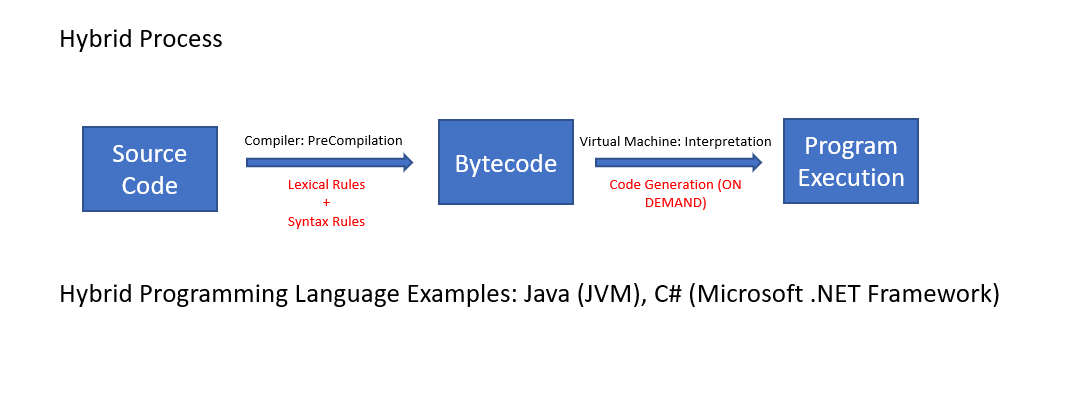 Hybrid Process
Source
Code
Compiler: PreCompilation
Lexical Rules
+
Syntax Rules
Bytecode
Virtual Machine: Interpretation
Code Generation (ON
DEMAND)
Program
Execution
Hybrid Programming Language Examples: Java (JVM), C# (Microsoft .NET Framework)